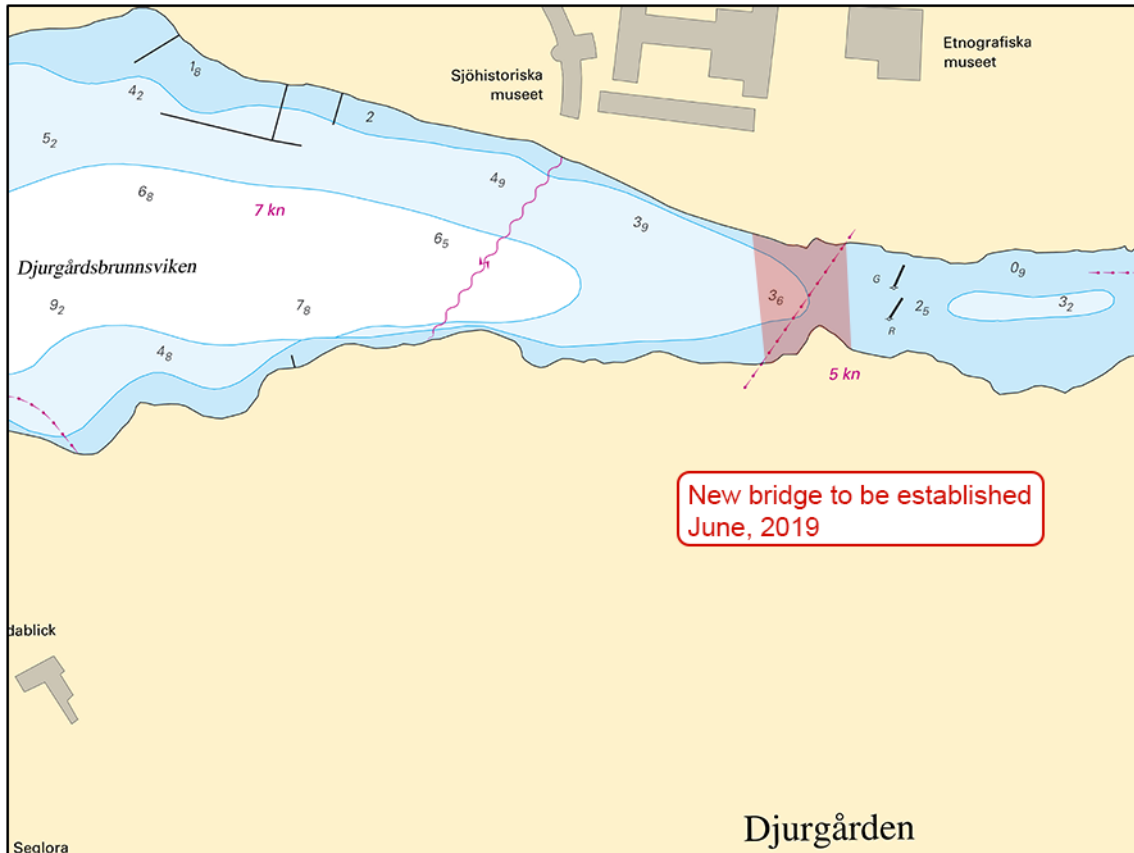 Etnografiska
museet
Sjöhistoriska
museet
1₈
4₂
2
5₂
4₉
6₈
7 kn
3₉
6₅
Djurgårdsbrunnsviken
0₉
G
3₆
9₂
7₈
2₅
3₂
R
4₈
5 kn
New bridge to be established
June, 2019
dablick
Djurgården
Seglora